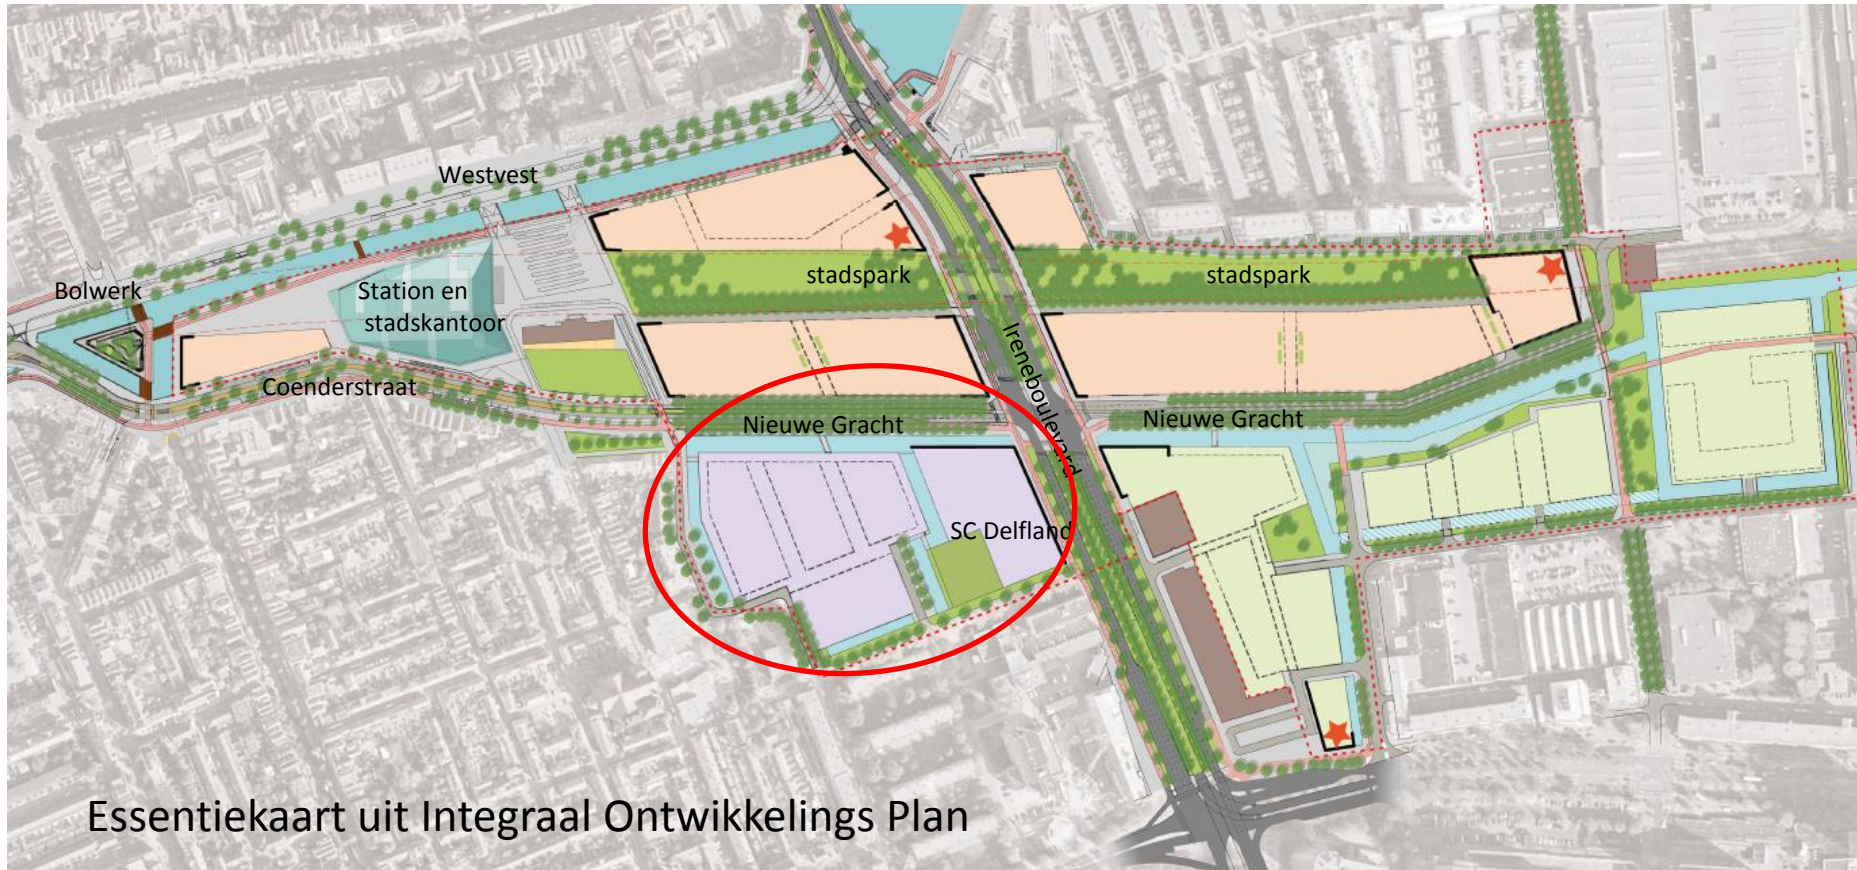 Westvest
Bolwerk
Station en
stadskantoor
stadspark
stadspark
Coenderstraat
Ireneboulevard
Nieuwe Gracht
Nieuwe Gracht
SC Delfland
Essentiekaart uit Integraal Ontwikkelings Plan